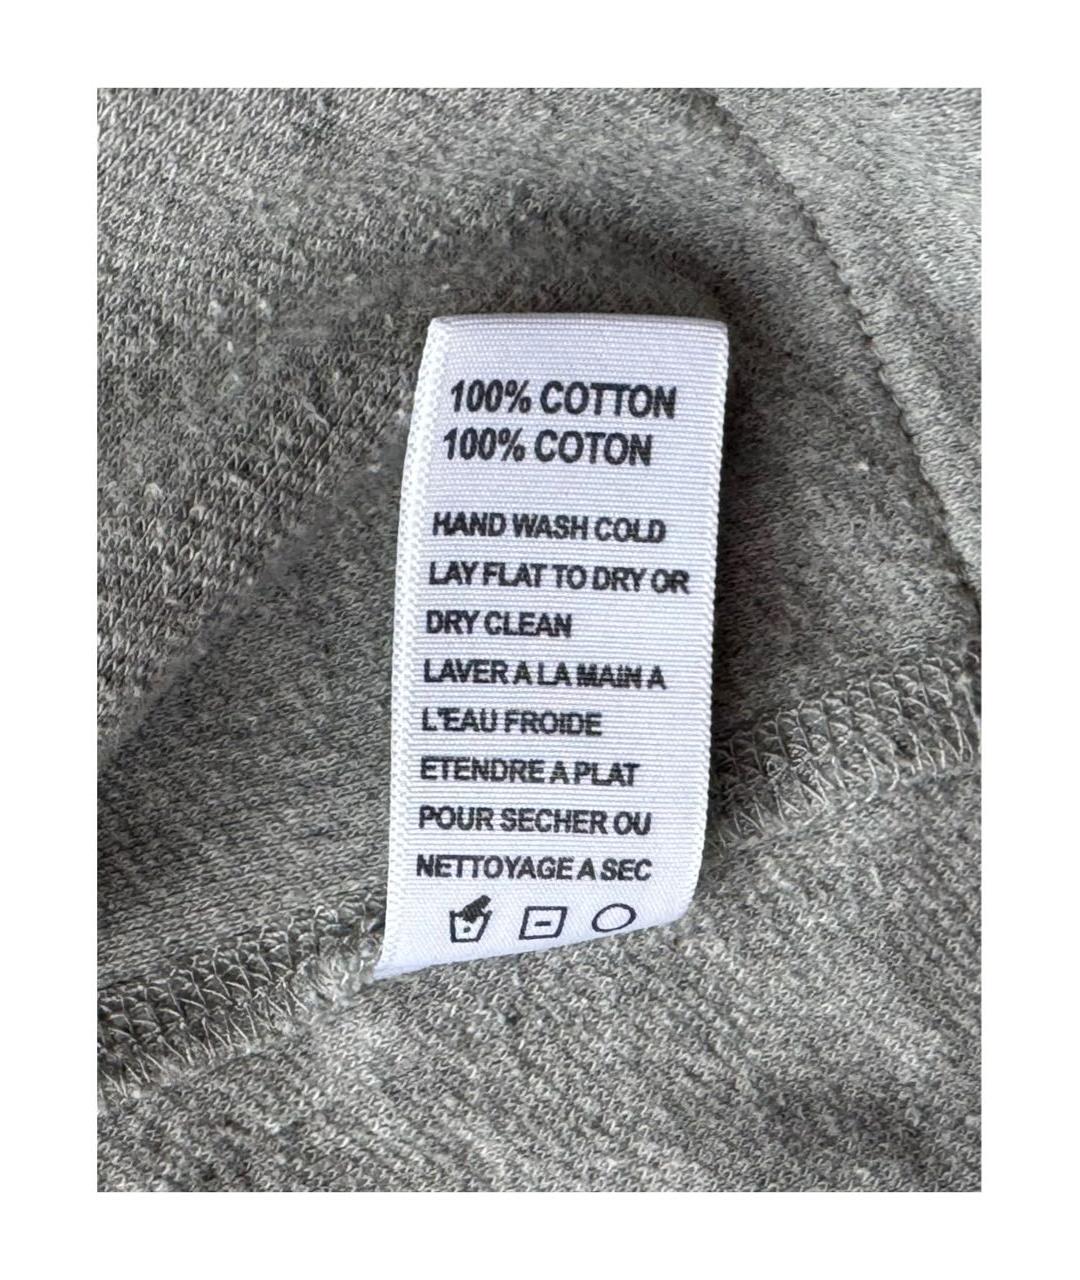 100% COTTON
100% COTON
HAND WASH COLD
LAY FLAT TO DRY OR
DRY CLEAN
LAVER A LA MAIN A
L'EAU FROIDE
ETENDRE A PLAT
POUR SECHER OU
NETTOYAGE A SEC